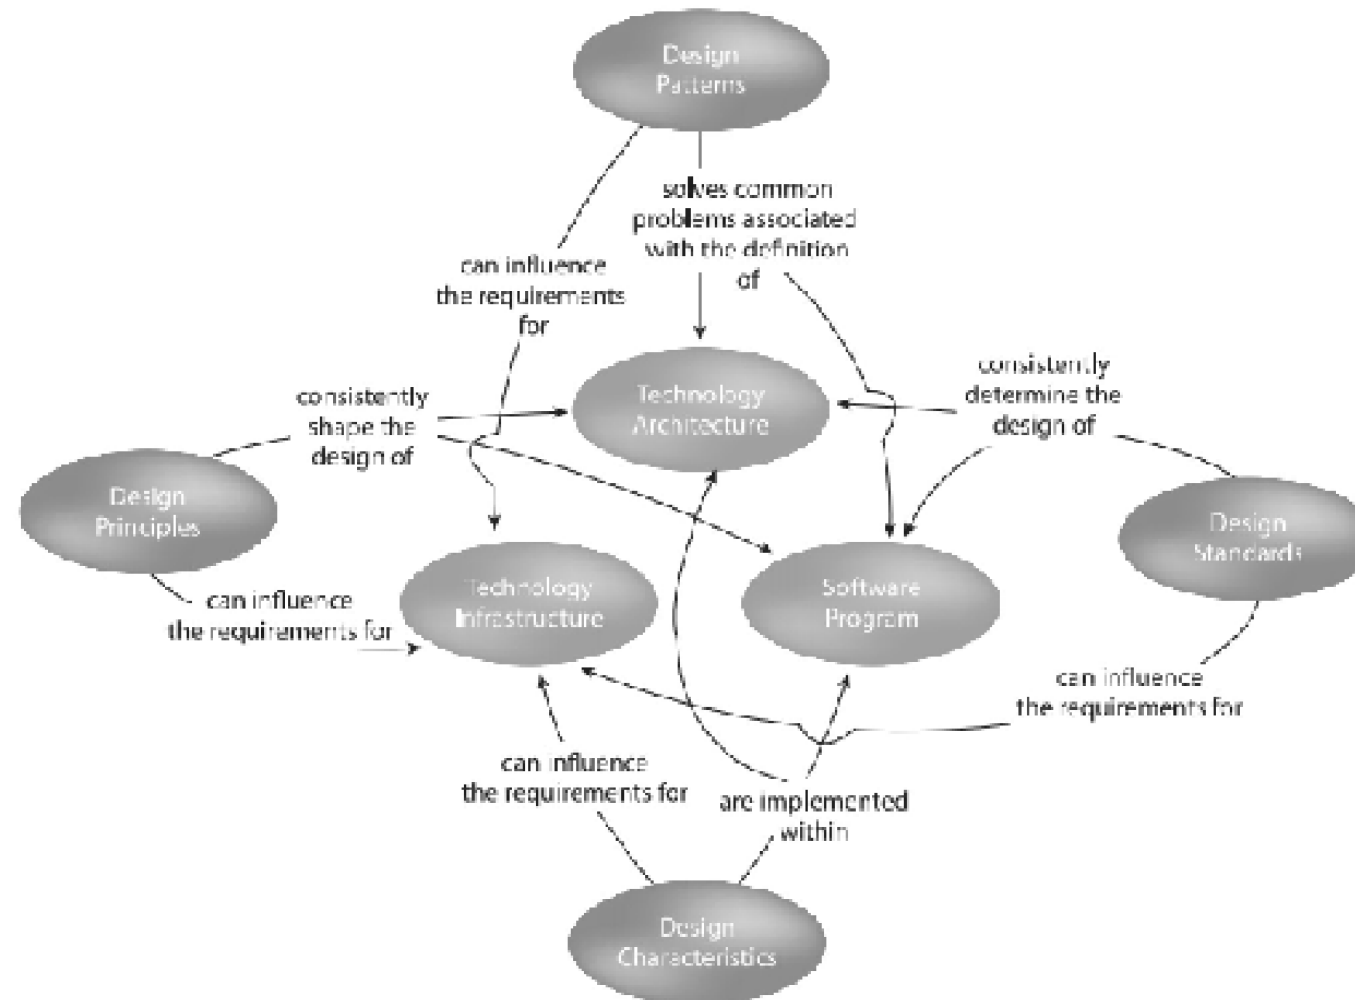 Design
Patterns
solves common
problems associated
with the definition
of
can influence
the requirements
for
consistently
determine the
design of
consistently
shape the
design of
Technology
Architecture
Design
Principles
Design
Standards
Technology
Infrastructure
Software
Program
can influence
the requirements for
can influence
the requirements for
can influence
the requirements for
are implemented
within
Design
Characteristics